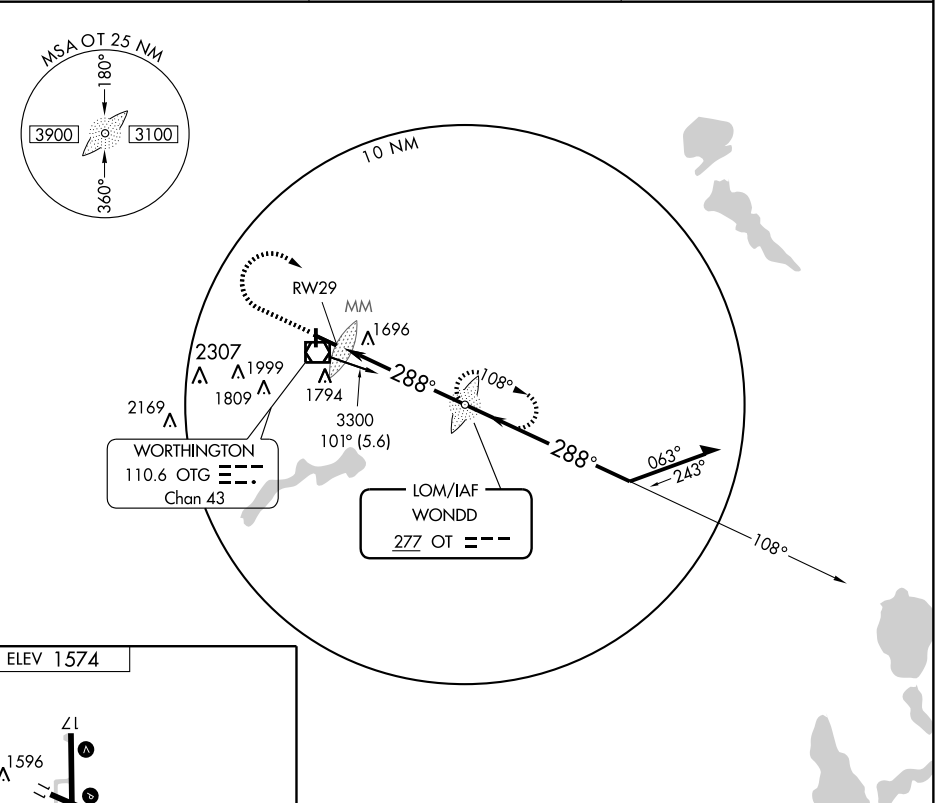 MSA OT 25 NM
180°
3900
3100
360°
10 NM
RW29
MM
1696
2307
1999
1809
1794
2169
288°
108°
3300
101° (5.6)
WORTHINGTON
110.6 OTG
Chan 43
288°
063°
243°
LOM/IAF
WONDD
277 OT
108°
ELEV 1574
17
V
1596
11
P